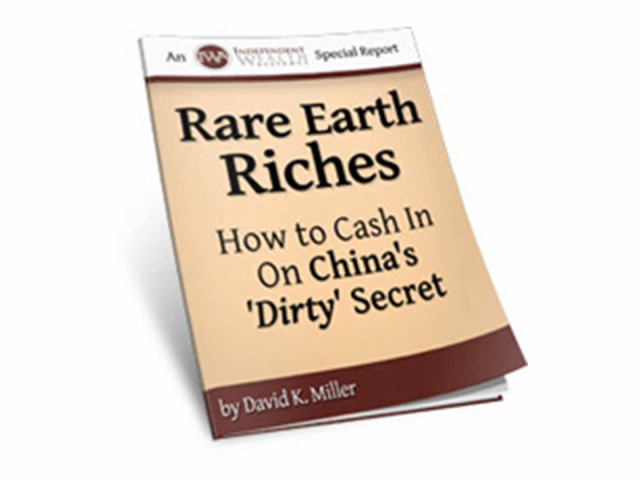 An INDEPENDENT WEALTH ALLIANCE Special Report
Rare Earth
Riches
How to Cash In
On China's
'Dirty' Secret
by David K. Miller